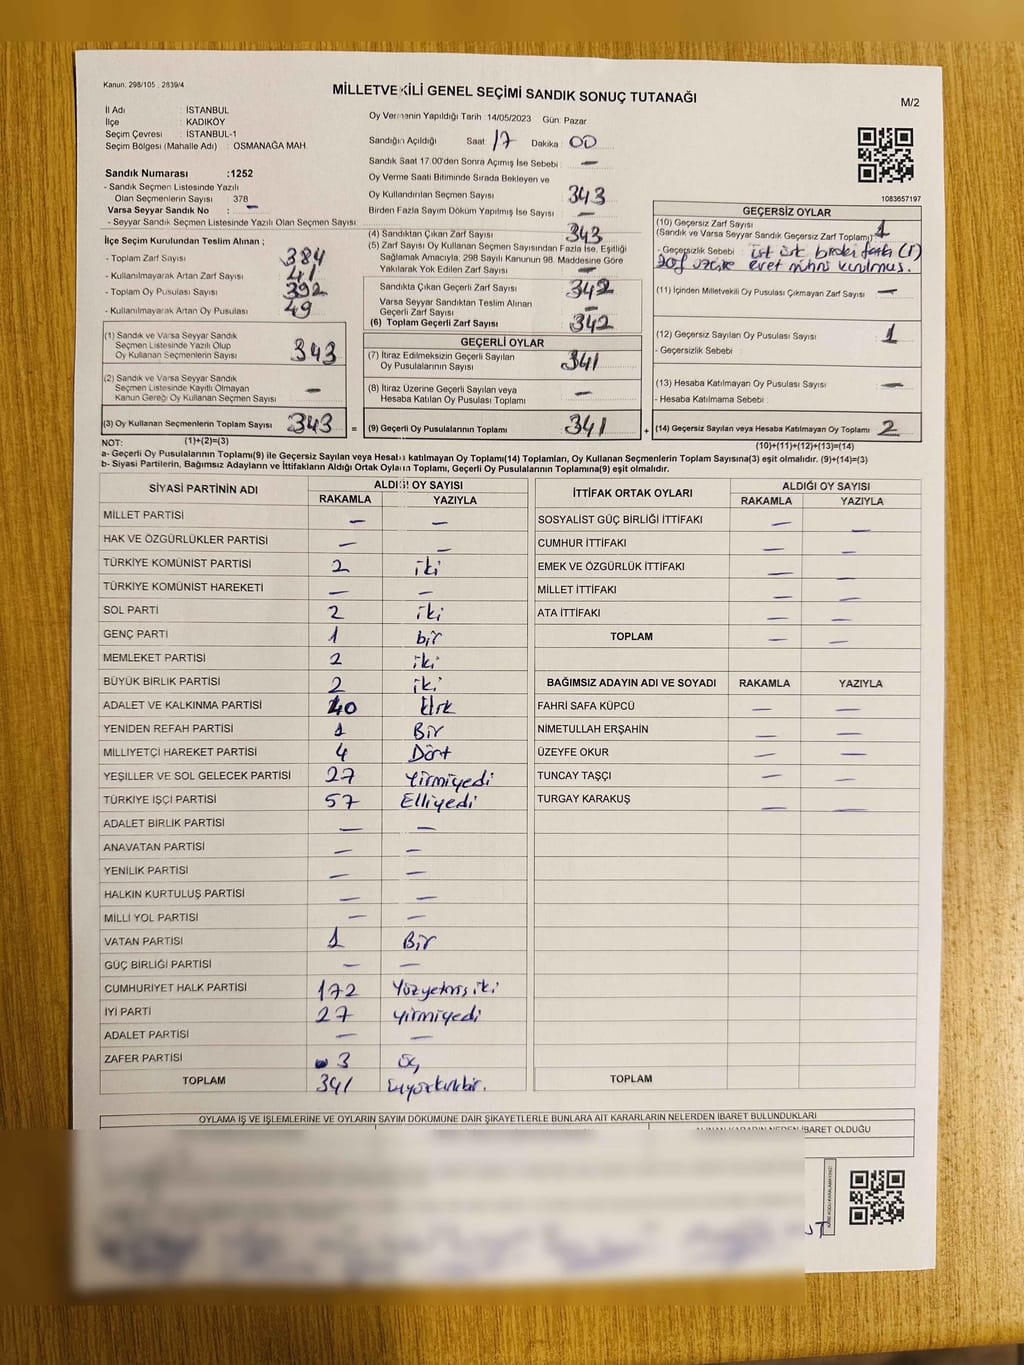 Kanun: 298/105 2839/4
MİLLETVEKİLİ GENEL SEÇİMİ SANDIK SONUÇ TUTANAĞI
M/2
İl Adı : İSTANBUL
İlçe : KADIKÖY
Seçim Çevresi : İSTANBUL-1
Seçim Bölgesi (Mahalle Adı) : OSMANAĞA MAH.
Oy Vermenin Yapıldığı Tarih 14/05/2023 Gün: Pazar
Sandığın Açıldığı Saat: 17 Dakika: 00
Sandık Saat 17:00'den Sonra Açımış İse Sebebi : —
Oy Verme Saati Bitiminde Sırada Bekleyen ve
Oy Kullandırılan Seçmen Sayısı 343
Birden Fazla Sayım Döküm Yapılmış İse Sayısı —
Sandık Numarası :1252
- Sandık Seçmen Listesinde Yazılı
Olan Seçmenlerin Sayısı 378
Varsa Seyyar Sandık No : —
- Seyyar Sandık Seçmen Listesinde Yazılı Olan Seçmen Sayısı:
İlçe Seçim Kurulundan Teslim Alınan ;
- Toplam Zarf Sayısı 384
- Kullanılmayarak Artan Zarf Sayısı 41
- Toplam Oy Pusulası Sayısı 392
- Kullanılmayarak Artan Oy Pusulası 49
(1) Sandık ve Varsa Seyyar Sandık
Seçmen Listesinde Yazılı Olup
Oy Kullanan Seçmenlerin Sayısı 343
(2) Sandık ve Varsa Seyyar Sandık
Seçmen Listesinde Kayıtlı Olmayan
Kanun Gereği Oy Kullanan Seçmen Sayısı —
(3) Oy Kullanan Seçmenlerin Toplam Sayısı 343 =
(4) Sandıktan Çıkan Zarf Sayısı 343
(5) Zarf Sayısı Oy Kullanan Seçmen Sayısından Fazla İse, Eşitliği
Sağlamak Amacıyla, 298 Sayılı Kanunun 98. Maddesine Göre
Yakılarak Yok Edilen Zarf Sayısı —
Sandıkta Çıkan Geçerli Zarf Sayısı 342
Varsa Seyyar Sandıktan Teslim Alınan
Geçerli Zarf Sayısı —
(6) Toplam Geçerli Zarf Sayısı 342
GEÇERLİ OYLAR
(7) İtiraz Edilmeksizin Geçerli Sayılan
Oy Pusulalarının Sayısı 341
(8) İtiraz Üzerine Geçerli Sayılan veya
Hesaba Katılan Oy Pusulası Toplamı —
(9) Geçerli Oy Pusulalarının Toplamı 341 +
1083657197
GEÇERSİZ OYLAR
(10) Geçersiz Zarf Sayısı
(Sandık ve Varsa Seyyar Sandık Geçersiz Zarf Toplamı) 1
- Geçersizlik Sebebi : (1)
zarf üzerine evet mührü vurulmuş.
(11) İçinden Milletvekili Oy Pusulası Çıkmayan Zarf Sayısı —
(12) Geçersiz Sayılan Oy Pusulası Sayısı 1
- Geçersizlik Sebebi :
(13) Hesaba Katılmayan Oy Pusulası Sayısı —
- Hesaba Katılmama Sebebi :
(14) Geçersiz Sayılan veya Hesaba Katılmayan Oy Toplamı 2
NOT: (1)+(2)=(3)
(10)+(11)+(12)+(13)=(14)
a- Geçerli Oy Pusulalarının Toplamı(9) ile Geçersiz Sayılan veya Hesaba katılmayan Oy Toplamı(14) Toplamları, Oy Kullanan Seçmenlerin Toplam Sayısına(3) eşit olmalıdır. (9)+(14)=(3)
b- Siyasi Partilerin, Bağımsız Adayların ve İttifakların Aldığı Ortak Oyların Toplamı, Geçerli Oy Pusulalarının Toplamına(9) eşit olmalıdır.
SİYASİ PARTİNİN ADI ALDIĞI OY SAYISI
RAKAMLA YAZIYLA
MİLLET PARTİSİ — —
HAK VE ÖZGÜRLÜKLER PARTİSİ — —
TÜRKİYE KOMÜNİST PARTİSİ 2 iki
TÜRKİYE KOMÜNİST HAREKETİ — —
SOL PARTİ 2 iki
GENÇ PARTİ 1 bir
MEMLEKET PARTİSİ 2 iki
BÜYÜK BİRLİK PARTİSİ 2 iki
ADALET VE KALKINMA PARTİSİ 40 kırk
YENİDEN REFAH PARTİSİ 1 Bir
MİLLİYETÇİ HAREKET PARTİSİ 4 Dört
YEŞİLLER VE SOL GELECEK PARTİSİ 27 Yirmiyedi
TÜRKİYE İŞÇİ PARTİSİ 57 Elliyedi
ADALET BİRLİK PARTİSİ — —
ANAVATAN PARTİSİ — —
YENİLİK PARTİSİ — —
HALKIN KURTULUŞ PARTİSİ — —
MİLLİ YOL PARTİSİ — —
VATAN PARTİSİ 1 Bir
GÜÇ BİRLİĞİ PARTİSİ — —
CUMHURİYET HALK PARTİSİ 172 Yüzyetmişiki
İYİ PARTİ 27 yirmiyedi
ADALET PARTİSİ — —
ZAFER PARTİSİ 3 üç
TOPLAM 341 Üçyüzkırkbir.
İTTİFAK ORTAK OYLARI ALDIĞI OY SAYISI
RAKAMLA YAZIYLA
SOSYALİST GÜÇ BİRLİĞİ İTTİFAKI — —
CUMHUR İTTİFAKI — —
EMEK VE ÖZGÜRLÜK İTTİFAKI — —
MİLLET İTTİFAKI — —
ATA İTTİFAKI — —
TOPLAM — —
BAĞIMSIZ ADAYIN ADI VE SOYADI RAKAMLA YAZIYLA
FAHRİ SAFA KÜPCÜ — —
NİMETULLAH ERŞAHİN — —
ÜZEYFE OKUR — —
TUNCAY TAŞÇI — —
TURGAY KARAKUŞ — —
TOPLAM
OYLAMA İŞ VE İŞLEMLERİNE VE OYLARIN SAYIM DÖKÜMÜNE DAİR ŞİKAYETLERLE BUNLARA AİT KARARLARIN NELERDEN İBARET BULUNDUKLARI
ALINAN KARARIN NEDEN İBARET OLDUĞU